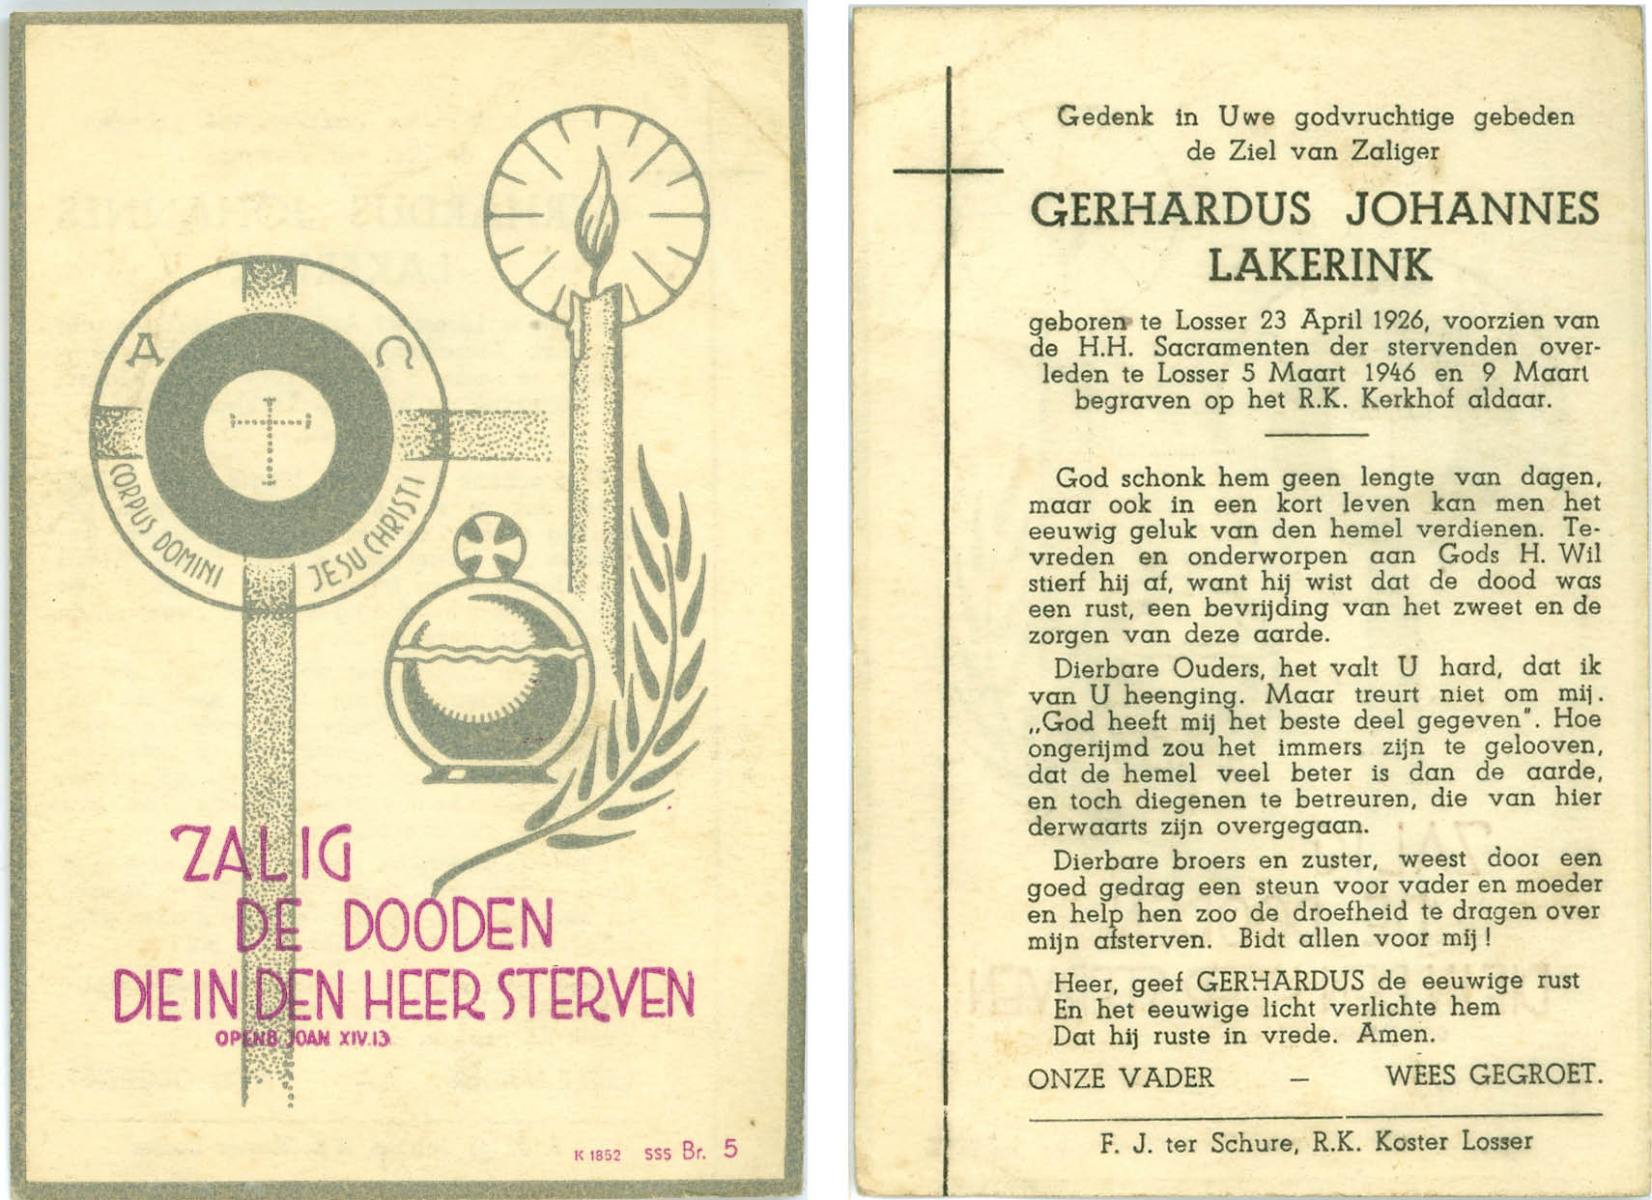 A Ω
CORPUS DOMINI JESU CHRISTI
ZALIG
DE DOODEN
DIE IN DEN HEER STERVEN
OPENB JOAN XIV.13
K 1852 SSS Br. 5
Gedenk in Uwe godvruchtige gebeden
de Ziel van Zaliger
GERHARDUS JOHANNES
LAKERINK
geboren te Losser 23 April 1926, voorzien van
de H.H. Sacramenten der stervenden over-
leden te Losser 5 Maart 1946 en 9 Maart
begraven op het R.K. Kerkhof aldaar.
God schonk hem geen lengte van dagen,
maar ook in een kort leven kan men het
eeuwig geluk van den hemel verdienen. Te-
vreden en onderworpen aan Gods H. Wil
stierf hij af, want hij wist dat de dood was
een rust, een bevrijding van het zweet en de
zorgen van deze aarde.
Dierbare Ouders, het valt U hard, dat ik
van U heenging. Maar treurt niet om mij.
„God heeft mij het beste deel gegeven". Hoe
ongerijmd zou het immers zijn te gelooven,
dat de hemel veel beter is dan de aarde,
en toch diegenen te betreuren, die van hier
derwaarts zijn overgegaan.
Dierbare broers en zuster, weest door een
goed gedrag een steun voor vader en moeder
en help hen zoo de droefheid te dragen over
mijn afsterven. Bidt allen voor mij!
Heer, geef GERHARDUS de eeuwige rust
En het eeuwige licht verlichte hem
Dat hij ruste in vrede. Amen.
ONZE VADER – WEES GEGROET.
F. J. ter Schure, R.K. Koster Losser